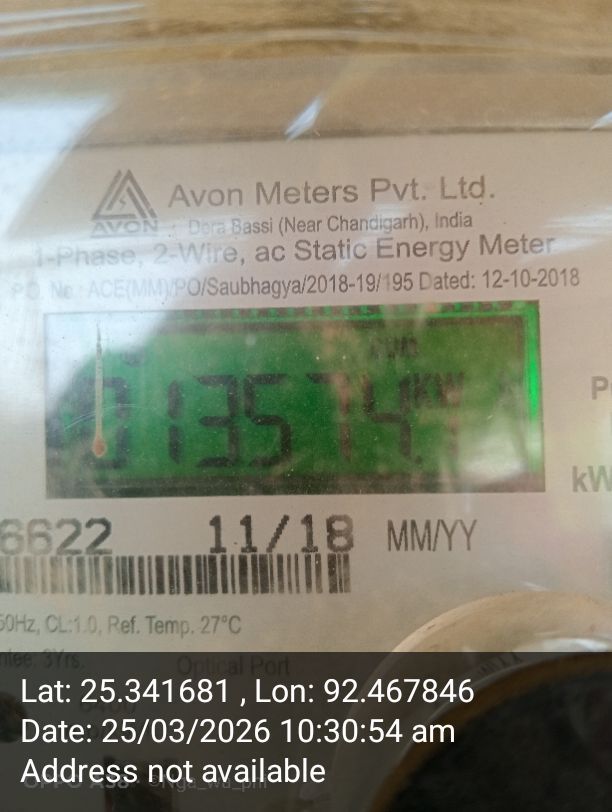 Avon Meters Pvt. Ltd.
AVON
Dera Bassi (Near Chandigarh), India
1-Phase, 2-Wire, ac Static Energy Meter
P.O. No.: ACE(MM)/PO/Saubhagya/2018-19/195 Dated: 12-10-2018
013574 KW
6622 11/18 MM/YY
50Hz, CL:1.0, Ref. Temp. 27°C
3Yrs. Optical Port
Lat: 25.341681 , Lon: 92.467846
Date: 25/03/2026 10:30:54 am
Address not available